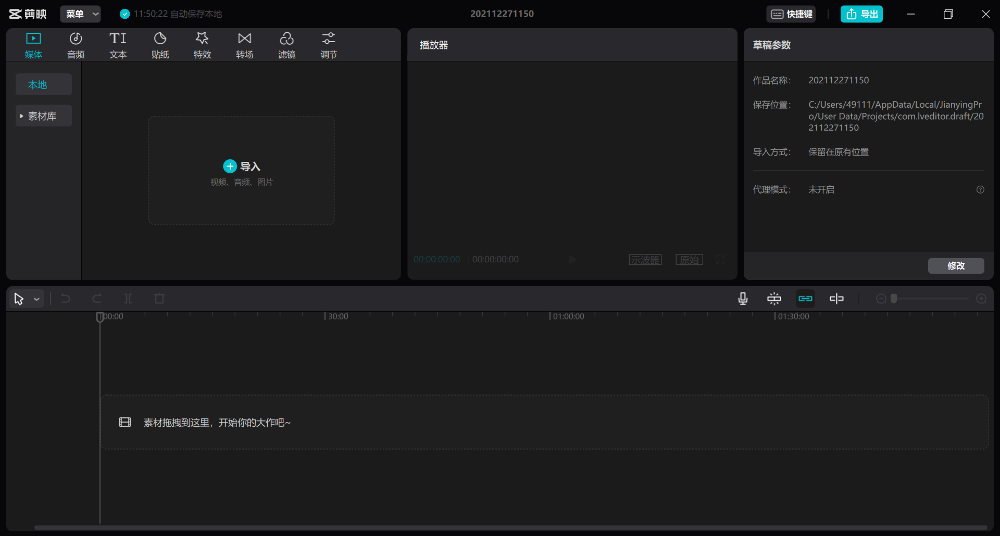 剪映
菜单
11:50:22 自动保存本地
202112271150
快捷键
导出
媒体
音频
文本
贴纸
特效
转场
滤镜
调节
本地
素材库
导入
视频、音频、图片
播放器
00:00:00:00
00:00:00:00
示波器
原始
草稿参数
作品名称：
202112271150
保存位置：
C:/Users/49111/AppData/Local/JianyingPr
o/User Data/Projects/com.lveditor.draft/20
2112271150
导入方式：
保留在原有位置
代理模式：
未开启
修改
00:00
30:00
01:00:00
01:30:00
素材拖拽到这里，开始你的大作吧~